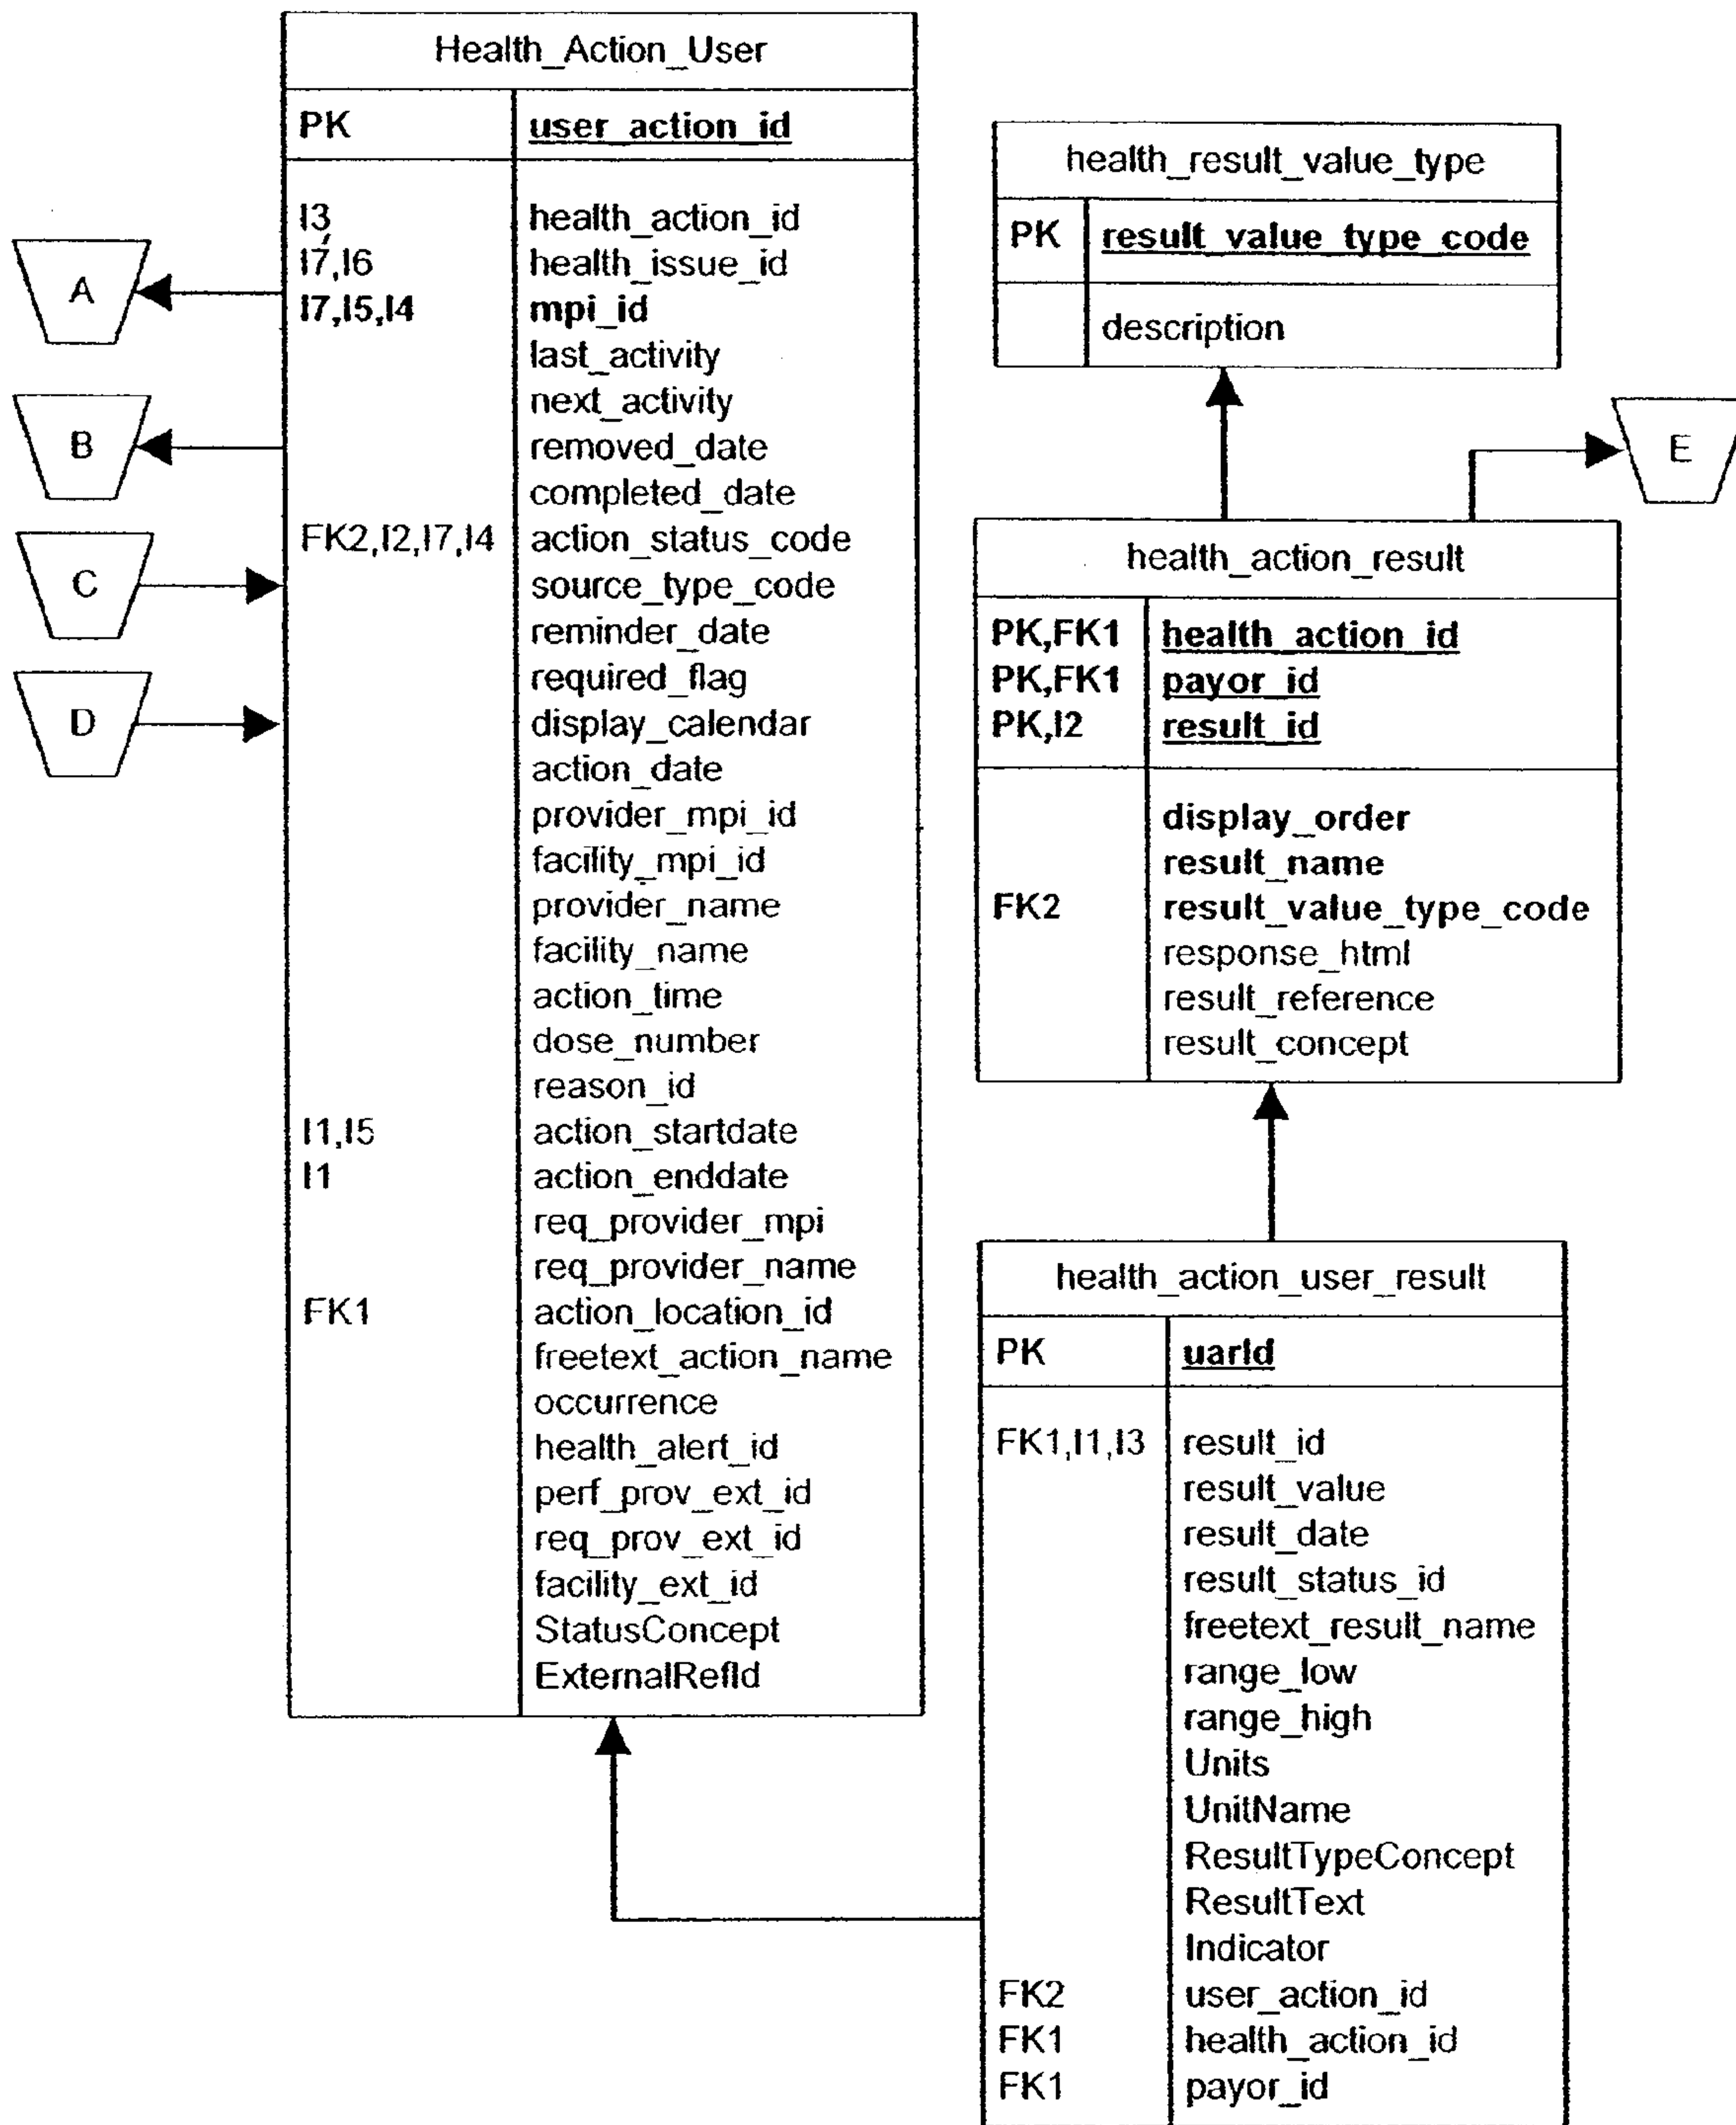 Health_Action_User
PK user_action_id
I3, health_action_id
I7,I6 health_issue_id
I7,I5,I4 mpi_id
last_activity
next_activity
removed_date
completed_date
FK2,I2,I7,I4 action_status_code
source_type_code
reminder_date
required_flag
display_calendar
action_date
provider_mpi_id
facility_mpi_id
provider_name
facility_name
action_time
dose_number
reason_id
I1,I5 action_startdate
I1 action_enddate
req_provider_mpi
req_provider_name
FK1 action_location_id
freetext_action_name
occurrence
health_alert_id
perf_prov_ext_id
req_prov_ext_id
facility_ext_id
StatusConcept
ExternalRefId
A
B
C
D
health_result_value_type
PK result_value_type_code
description
E
health_action_result
PK,FK1 health_action_id
PK,FK1 payor_id
PK,I2 result_id
display_order
result_name
FK2 result_value_type_code
response_html
result_reference
result_concept
health_action_user_result
PK uarId
FK1,I1,I3 result_id
result_value
result_date
result_status_id
freetext_result_name
range_low
range_high
Units
UnitName
ResultTypeConcept
ResultText
Indicator
FK2 user_action_id
FK1 health_action_id
FK1 payor_id